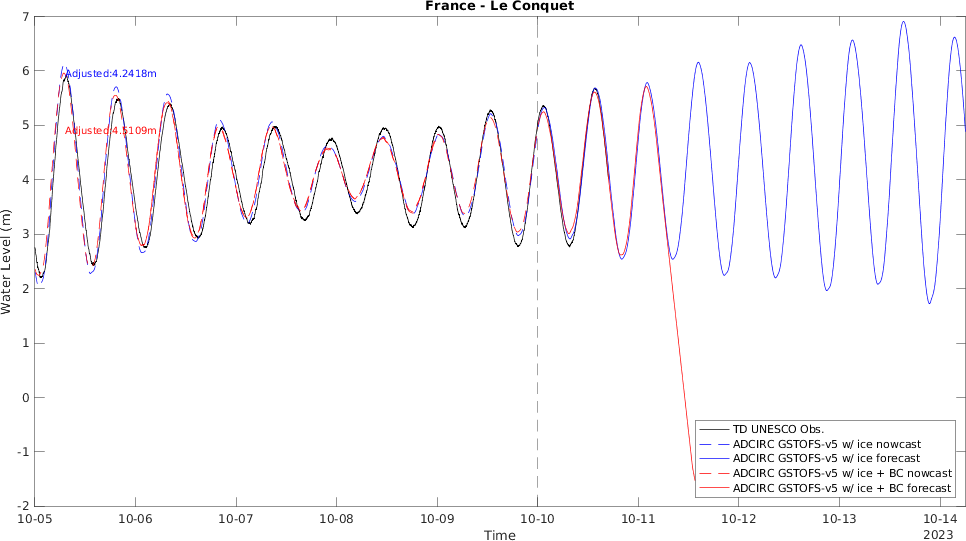 France - Le Conquet
7
6
5
4
3
2
1
0
-1
-2
Water Level (m)
Adjusted:4.2418m
Adjusted:4.5109m
TD UNESCO Obs.
ADCIRC GSTOFS-v5 w/ ice nowcast
ADCIRC GSTOFS-v5 w/ ice forecast
ADCIRC GSTOFS-v5 w/ ice + BC nowcast
ADCIRC GSTOFS-v5 w/ ice + BC forecast
10-05 10-06 10-07 10-08 10-09 10-10 10-11 10-12 10-13 10-14
Time
2023